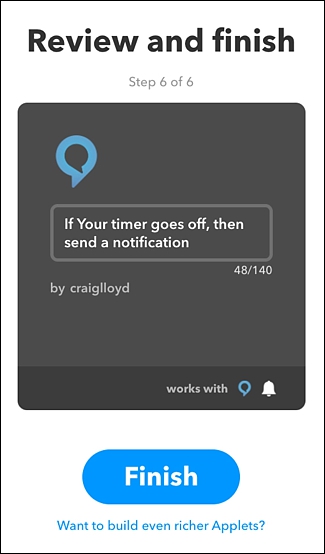 Review and finish
Step 6 of 6
If Your timer goes off, then
send a notification
48/140
by craiglloyd
works with
Finish
Want to build even richer Applets?